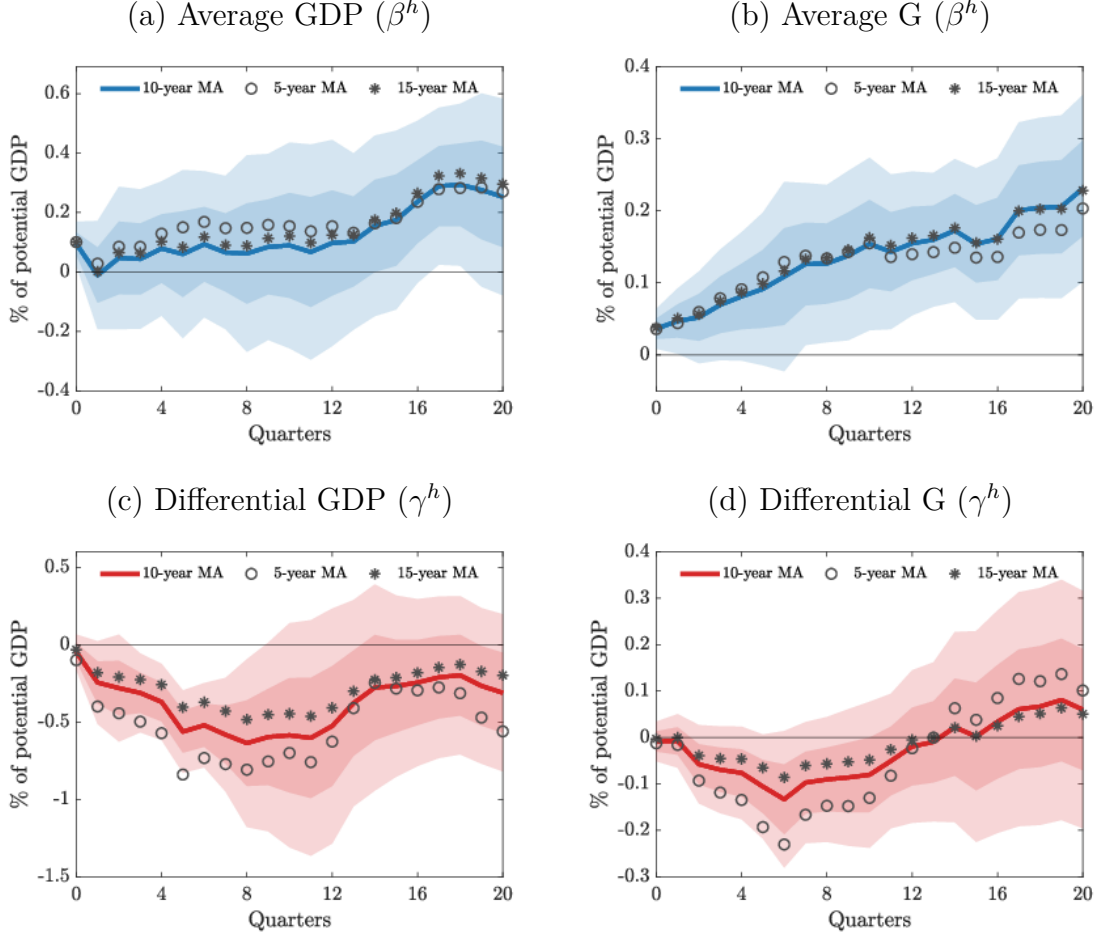 (a) Average GDP (β^h)
10-year MA 5-year MA 15-year MA
% of potential GDP
0.6
0.4
0.2
0
-0.2
-0.4
0 4 8 12 16 20
Quarters
(b) Average G (β^h)
10-year MA 5-year MA 15-year MA
% of potential GDP
0.4
0.3
0.2
0.1
0
0 4 8 12 16 20
Quarters
(c) Differential GDP (γ^h)
10-year MA 5-year MA 15-year MA
% of potential GDP
0.5
0
-0.5
-1
-1.5
0 4 8 12 16 20
Quarters
(d) Differential G (γ^h)
10-year MA 5-year MA 15-year MA
% of potential GDP
0.4
0.3
0.2
0.1
0
-0.1
-0.2
-0.3
0 4 8 12 16 20
Quarters